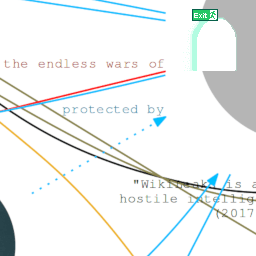 Exit
the endless wars of
protected by
"Wikileaks is a
hostile intellig
(2017